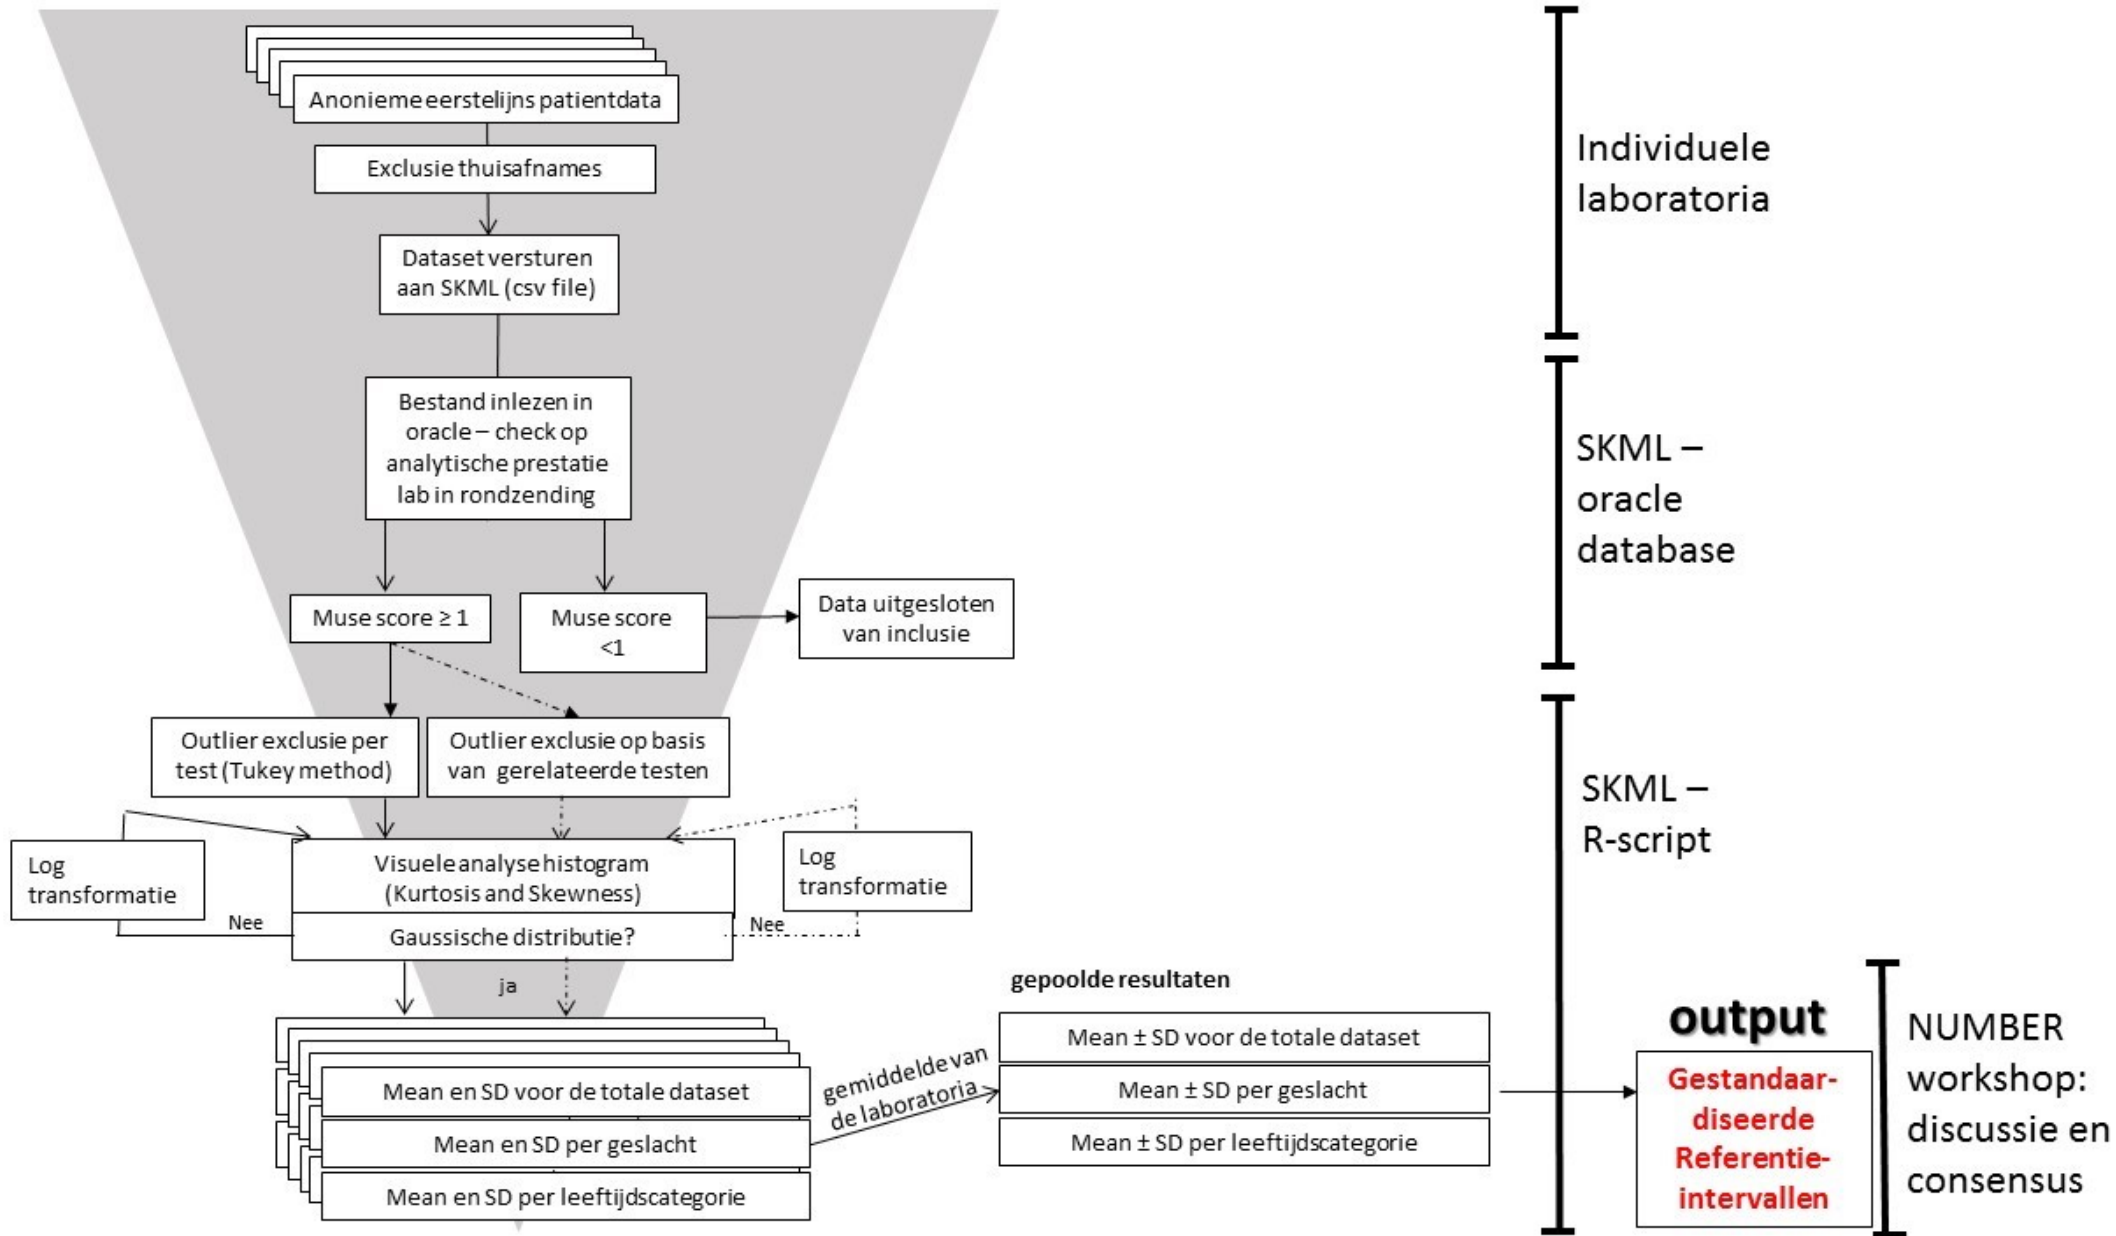 Anonieme eerstelijns patientdata
Exclusie thuisafnames
Dataset versturen
aan SKML (csv file)
Bestand inlezen in
oracle – check op
analytische prestatie
lab in rondzending
Muse score ≥ 1
Muse score
<1
Data uitgesloten
van inclusie
Outlier exclusie per
test (Tukey method)
Outlier exclusie op basis
van gerelateerde testen
Log
transformatie
Visuele analyse histogram
(Kurtosis and Skewness)
Log
transformatie
Nee
Gaussische distributie?
Nee
ja
Mean en SD voor de totale dataset
Mean en SD per geslacht
Mean en SD per leeftijdscategorie
gemiddelde van
de laboratoria
gepoolde resultaten
Mean ± SD voor de totale dataset
Mean ± SD per geslacht
Mean ± SD per leeftijdscategorie
Individuele
laboratoria
SKML –
oracle
database
SKML –
R-script
output
Gestandaar-
diseerde
Referentie-
intervallen
NUMBER
workshop:
discussie en
consensus